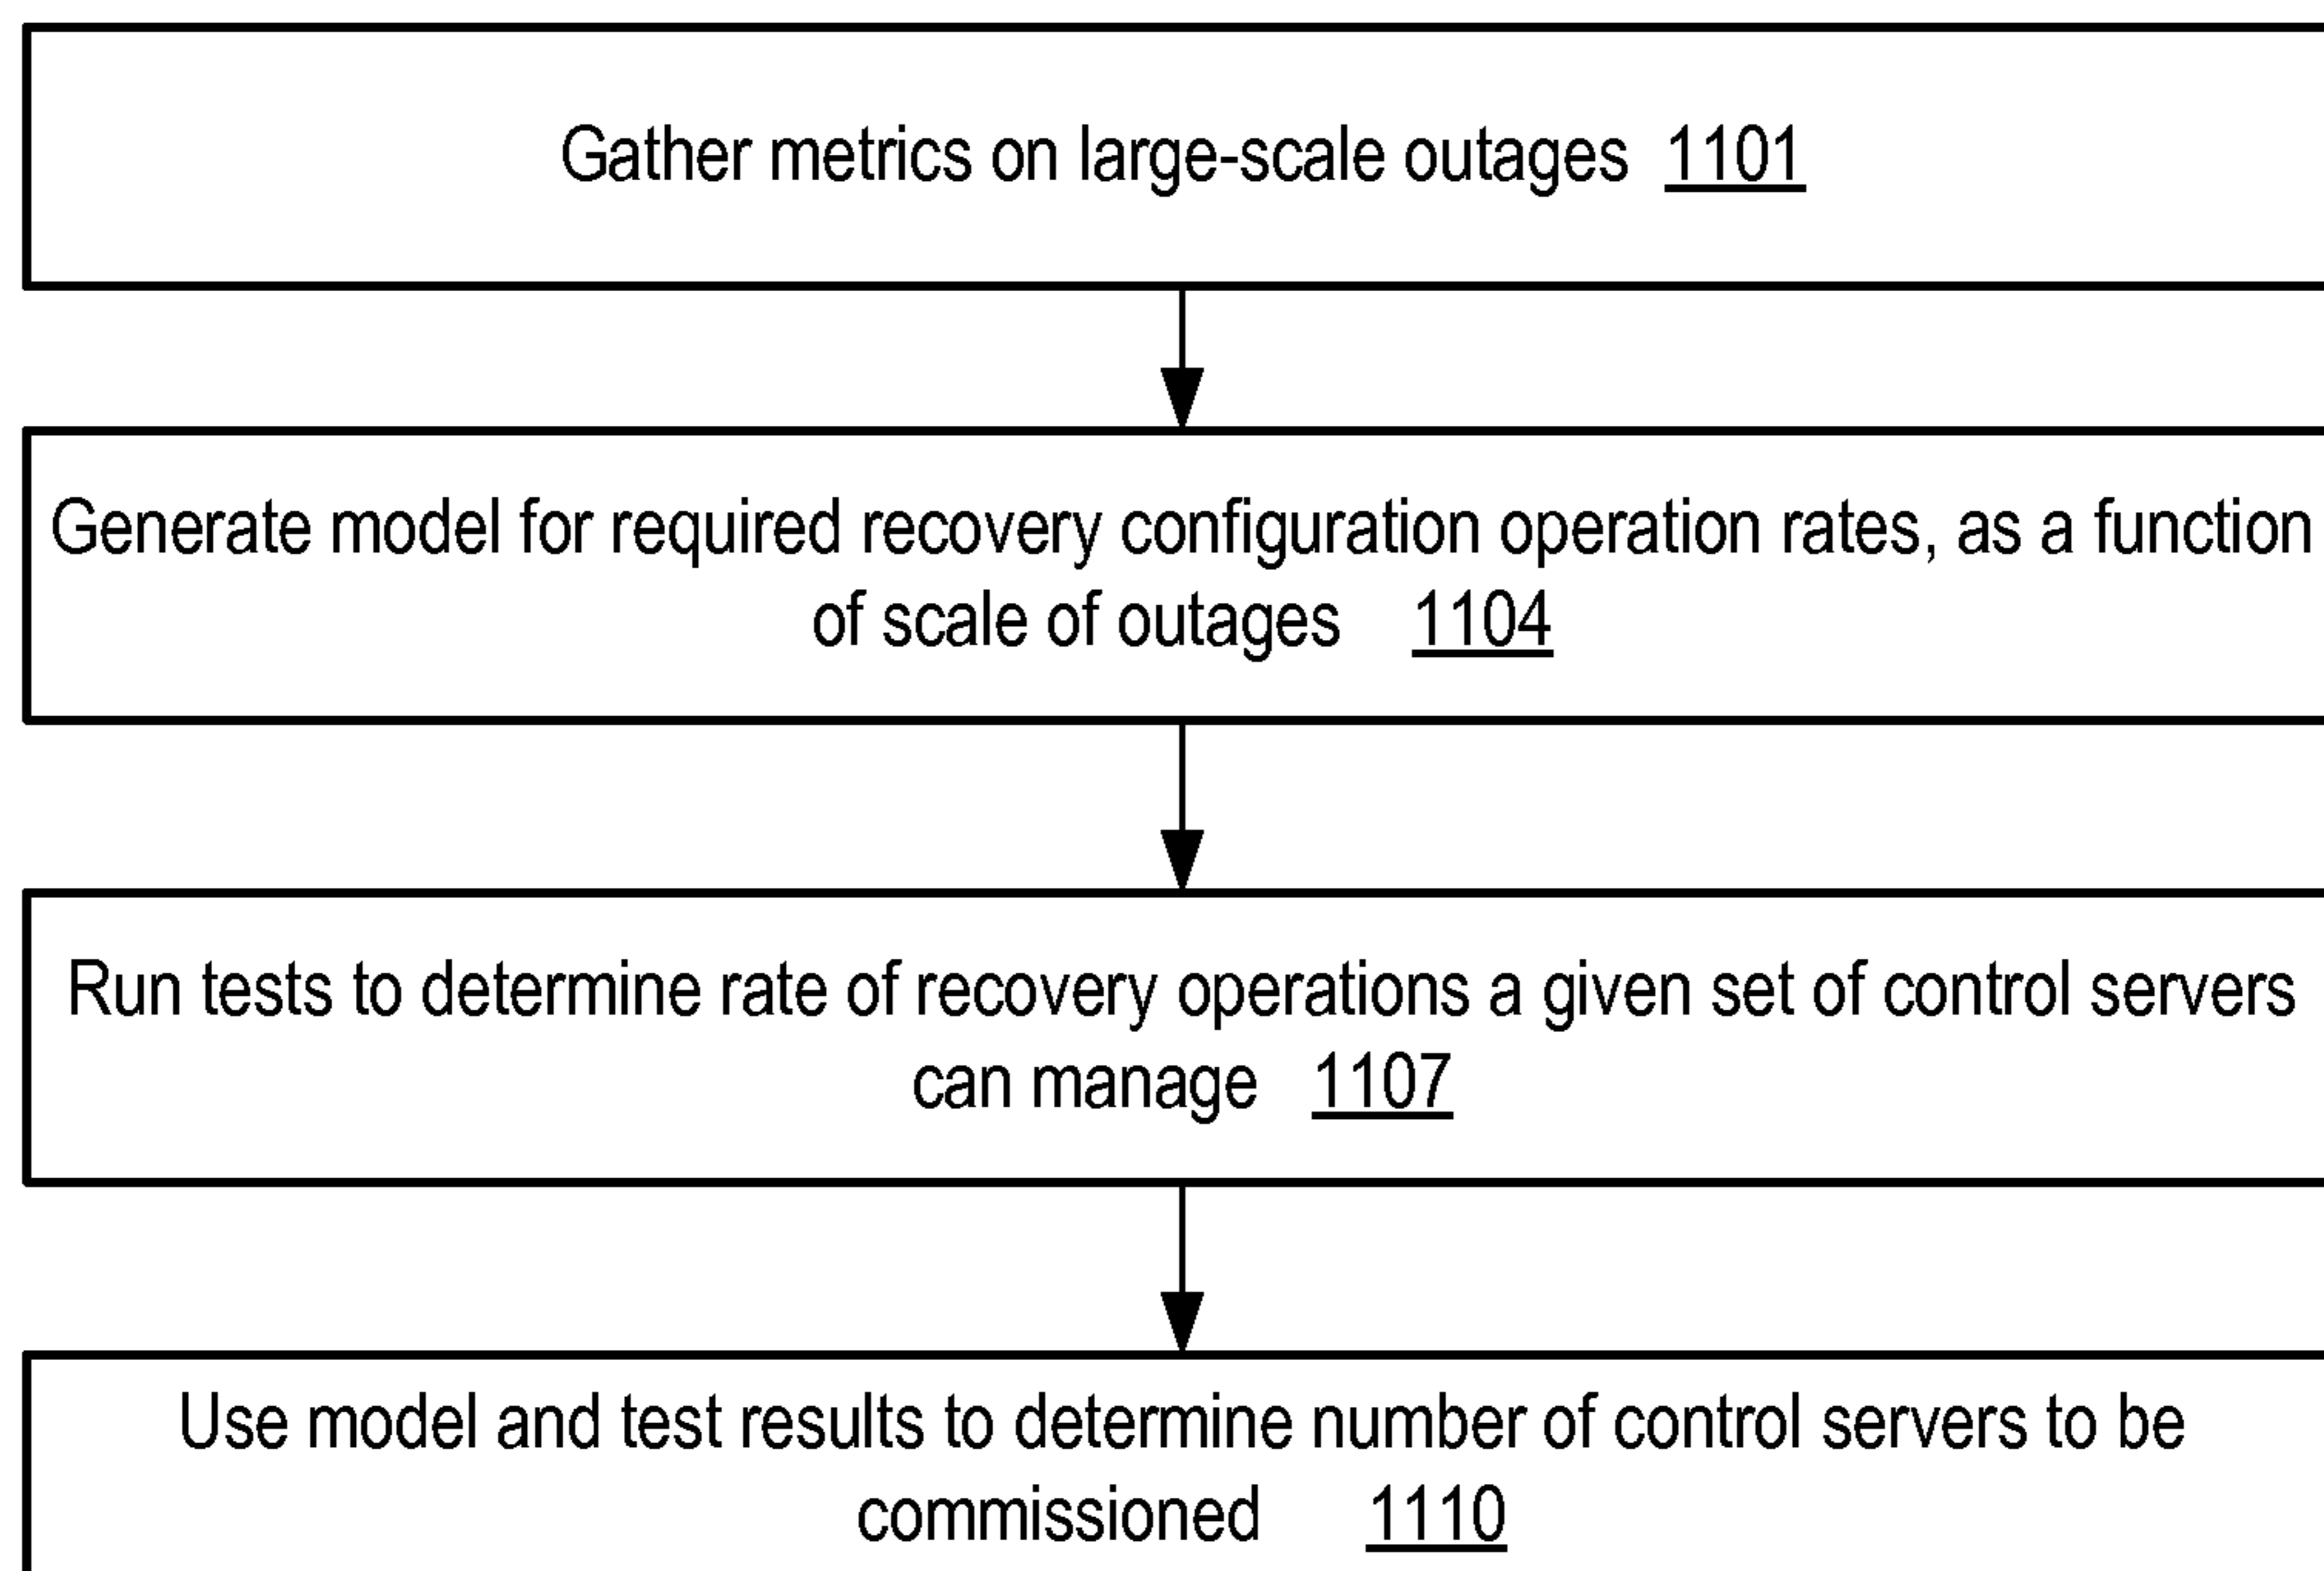 Gather metrics on large-scale outages 1101
Generate model for required recovery configuration operation rates, as a function
of scale of outages 1104
Run tests to determine rate of recovery operations a given set of control servers
can manage 1107
Use model and test results to determine number of control servers to be
commissioned 1110